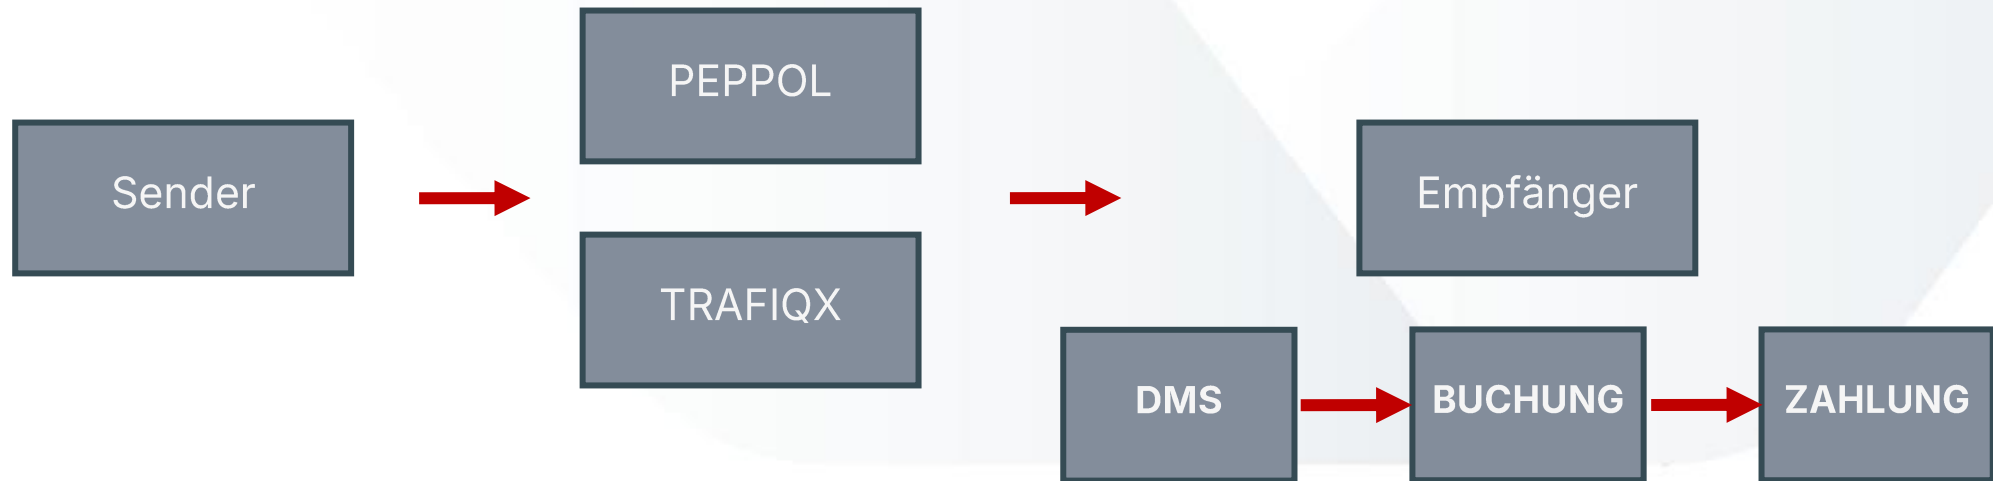 Sender
PEPPOL
TRAFIQX
Empfänger
DMS
BUCHUNG
ZAHLUNG